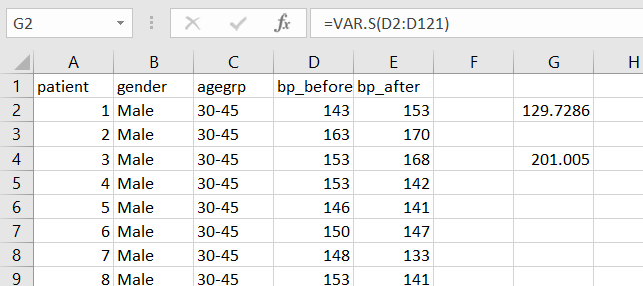 G2 fx =VAR.S(D2:D121)
A B C D E F G H
1 patient gender agegrp bp_before bp_after
2 1 Male 30-45 143 153 129.7286
3 2 Male 30-45 163 170
4 3 Male 30-45 153 168 201.005
5 4 Male 30-45 153 142
6 5 Male 30-45 146 141
7 6 Male 30-45 150 147
8 7 Male 30-45 148 133
9 8 Male 30-45 153 141